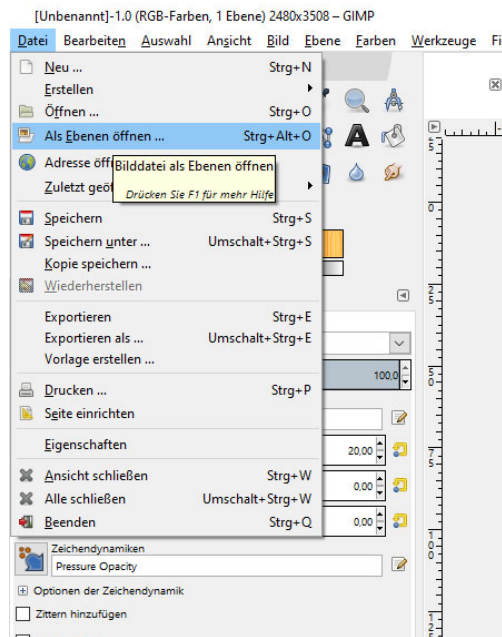 [Unbenannt]-1.0 (RGB-Farben, 1 Ebene) 2480x3508 – GIMP
Datei Bearbeiten Auswahl Ansicht Bild Ebene Farben Werkzeuge
Neu ... Strg+N
Erstellen
Öffnen ... Strg+O
Als Ebenen öffnen ... Strg+Alt+O
Adresse
Bilddatei als Ebenen öffnen
Zuletzt
Drücken Sie F1 für mehr Hilfe
Speichern Strg+S
Speichern unter ... Umschalt+Strg+S
Kopie speichern ...
Wiederherstellen
Exportieren Strg+E
Exportieren als ... Umschalt+Strg+E
Vorlage erstellen ...
100,0
Drucken ... Strg+P
Seite einrichten
Eigenschaften
20,00
Ansicht schließen Strg+W
0,00
Alle schließen Umschalt+Strg+W
Beenden Strg+Q
0,00
Zeichendynamiken
Pressure Opacity
Optionen der Zeichendynamik
Zittern hinzufügen